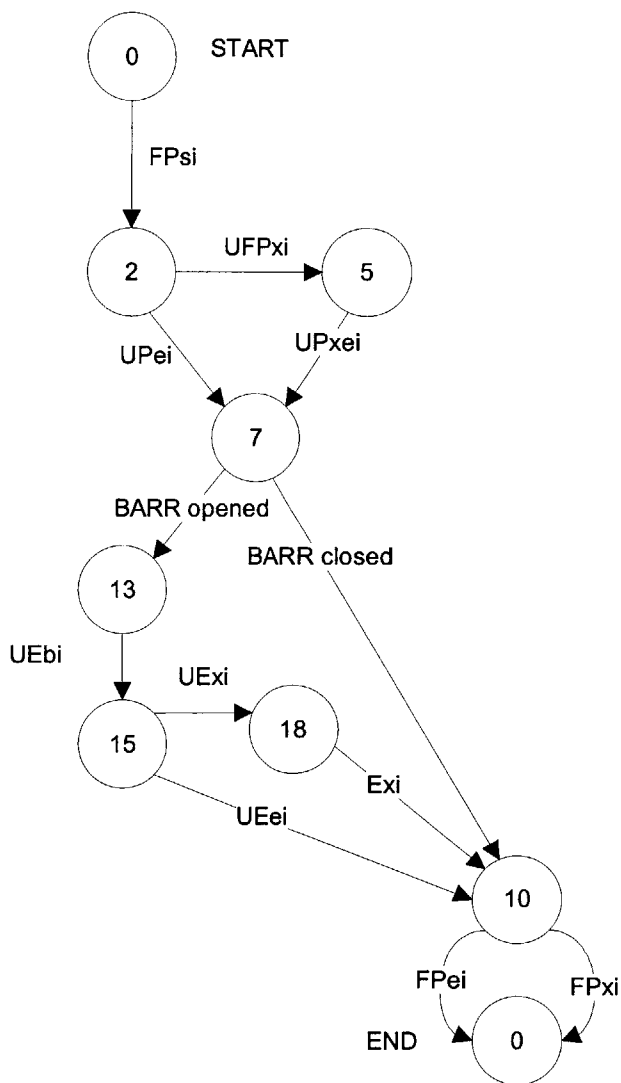 0 START
FPsi
UFPxi
2 5
UPei UPxei
7
BARR opened
BARR closed
13
UEbi
UExi
18
15
Exi
UEei
10
FPei FPxi
END 0